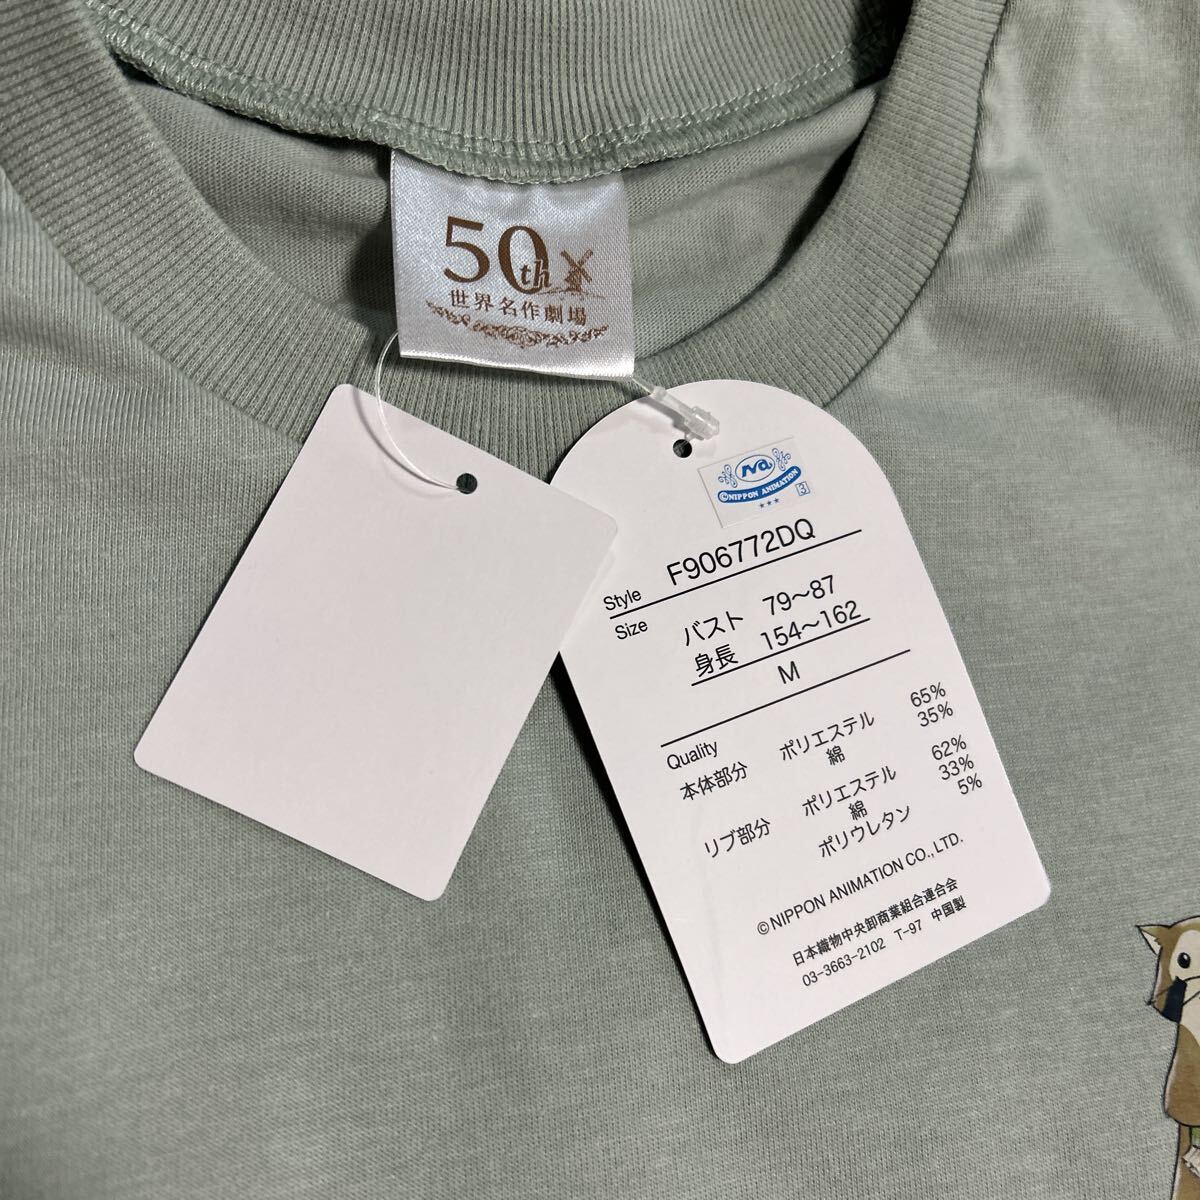 50th
世界名作劇場
na
©NIPPON ANIMATION
★★★ 3
Style F906772DQ
Size バスト 79～87
身長 154～162
M
Quality
本体部分 ポリエステル 65%
綿 35%
リブ部分 ポリエステル 62%
綿 33%
ポリウレタン 5%
©NIPPON ANIMATION CO.,LTD.
日本織物中央卸商業組合連合会
03-3663-2102 T-97 中国製